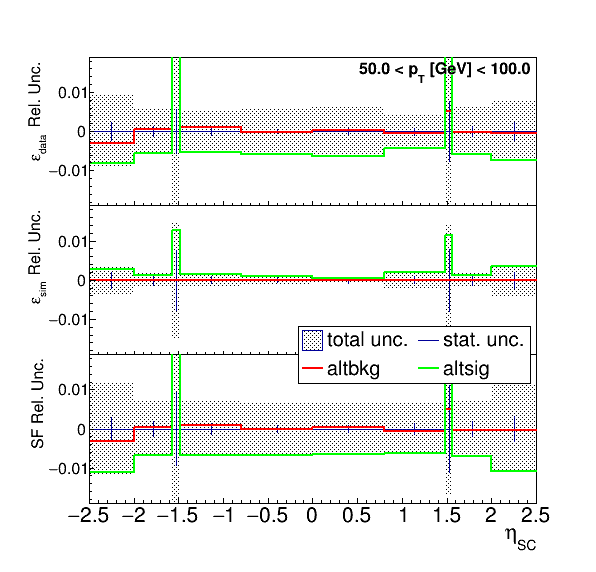 50.0 < p_T [GeV] < 100.0
ε_data Rel. Unc.
0.01
0
−0.01
ε_sim Rel. Unc.
0.01
0
−0.01
total unc. stat. unc.
altbkg altsig
SF Rel. Unc.
0.01
0
−0.01
−2.5 −2 −1.5 −1 −0.5 0 0.5 1 1.5 2 2.5
η_SC